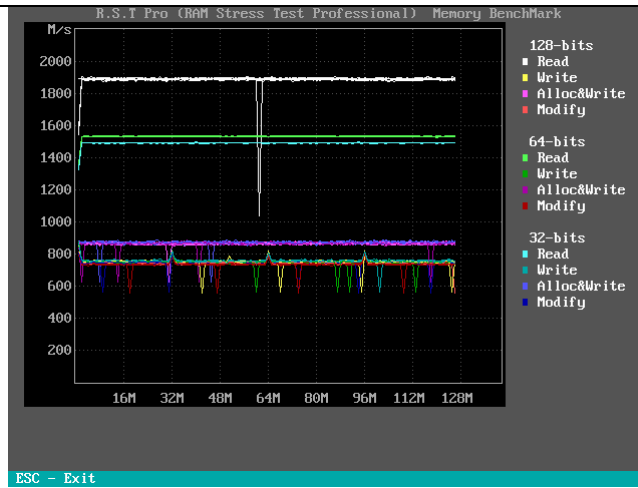 R.S.T Pro (RAM Stress Test Professional) Memory BenchMark
M/s
2000
1800
1600
1400
1200
1000
800
600
400
200
16M 32M 48M 64M 80M 96M 112M 128M
128-bits
Read
Write
Alloc&Write
Modify
64-bits
Read
Write
Alloc&Write
Modify
32-bits
Read
Write
Alloc&Write
Modify
ESC - Exit